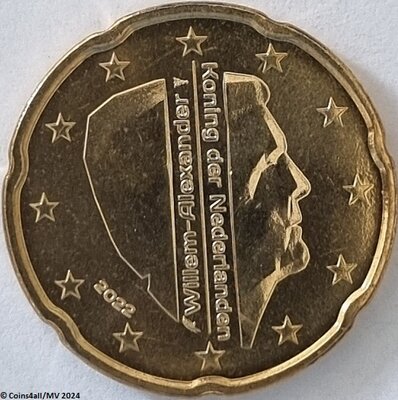 Willem-Alexander
Koning der Nederlanden
2022
© Coins4all/MV 2024